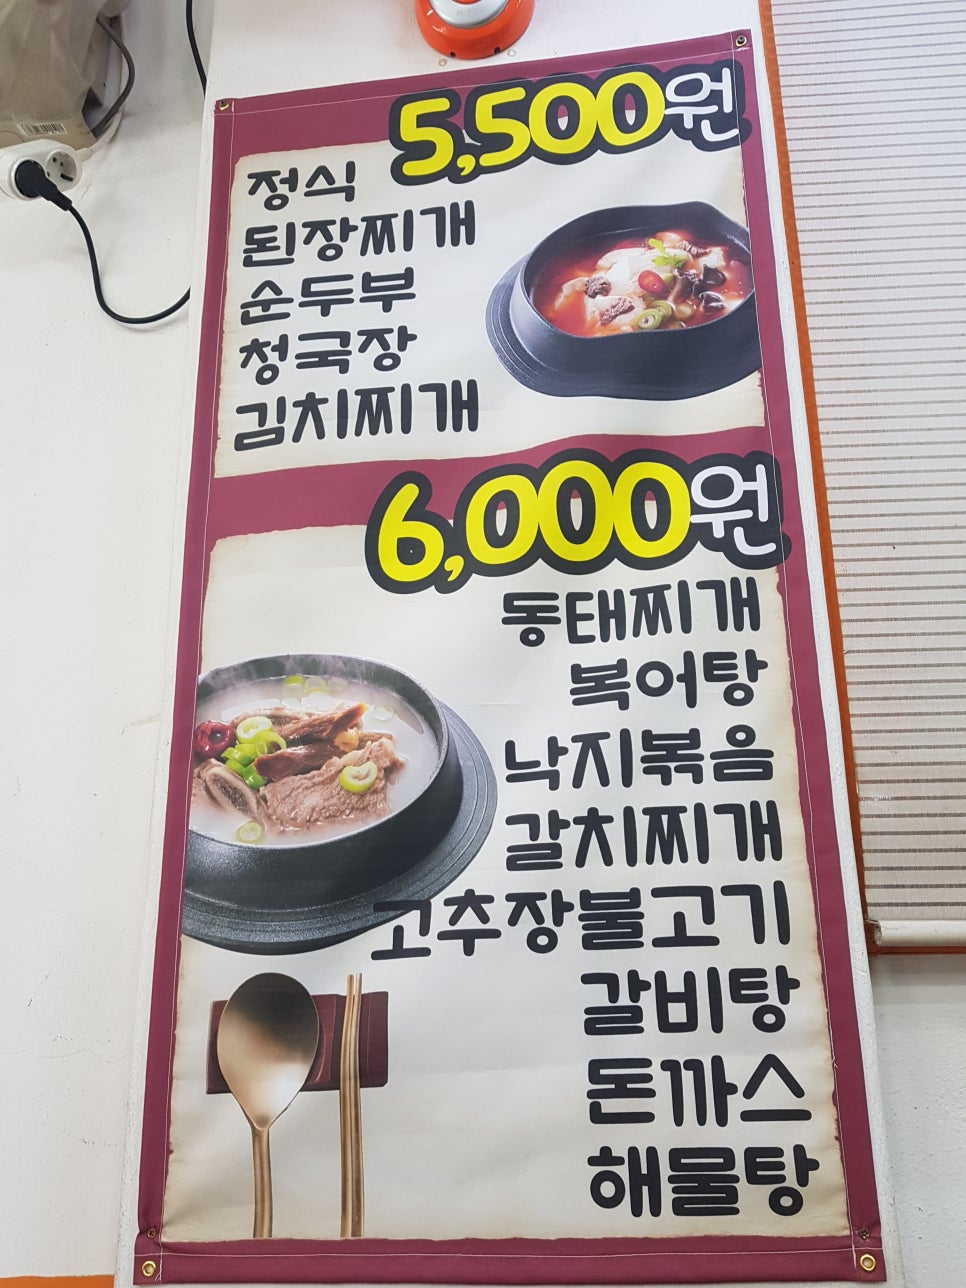 5,500원
정식
된장찌개
순두부
청국장
김치찌개
6,000원
동태찌개
복어탕
낙지볶음
갈치찌개
고추장불고기
갈비탕
돈까스
해물탕